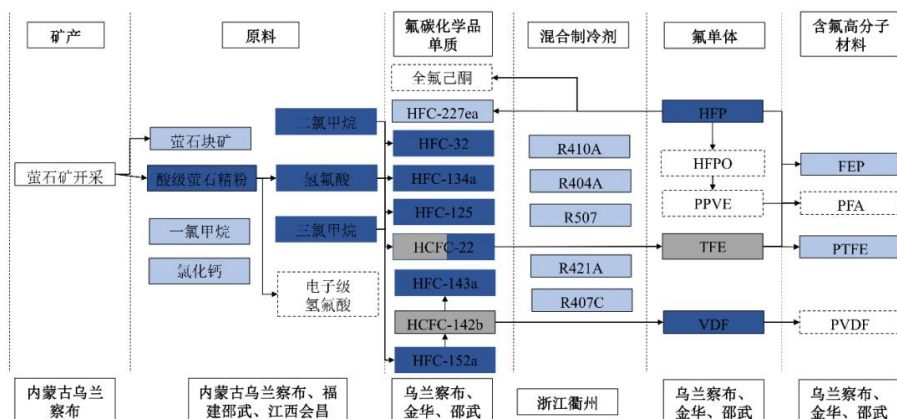 矿产
原料
氟碳化学品
单质
混合制冷剂
氟单体
含氟高分子
材料
全氟己酮
二氯甲烷
HFC-227ea
HFP
萤石块矿
HFC-32
R410A
HFPO
FEP
萤石矿开采
酸级萤石精粉
氢氟酸
HFC-134a
R404A
PPVE
PFA
一氯甲烷
三氯甲烷
HFC-125
R507
HCFC-22
TFE
PTFE
氯化钙
R421A
电子级
氢氟酸
HFC-143a
R407C
HCFC-142b
VDF
PVDF
HFC-152a
内蒙古乌兰
察布
内蒙古乌兰察布、福
建邵武、江西会昌
乌兰察布、
金华、邵武
浙江衢州
乌兰察布、
金华、邵武
乌兰察布、
金华、邵武